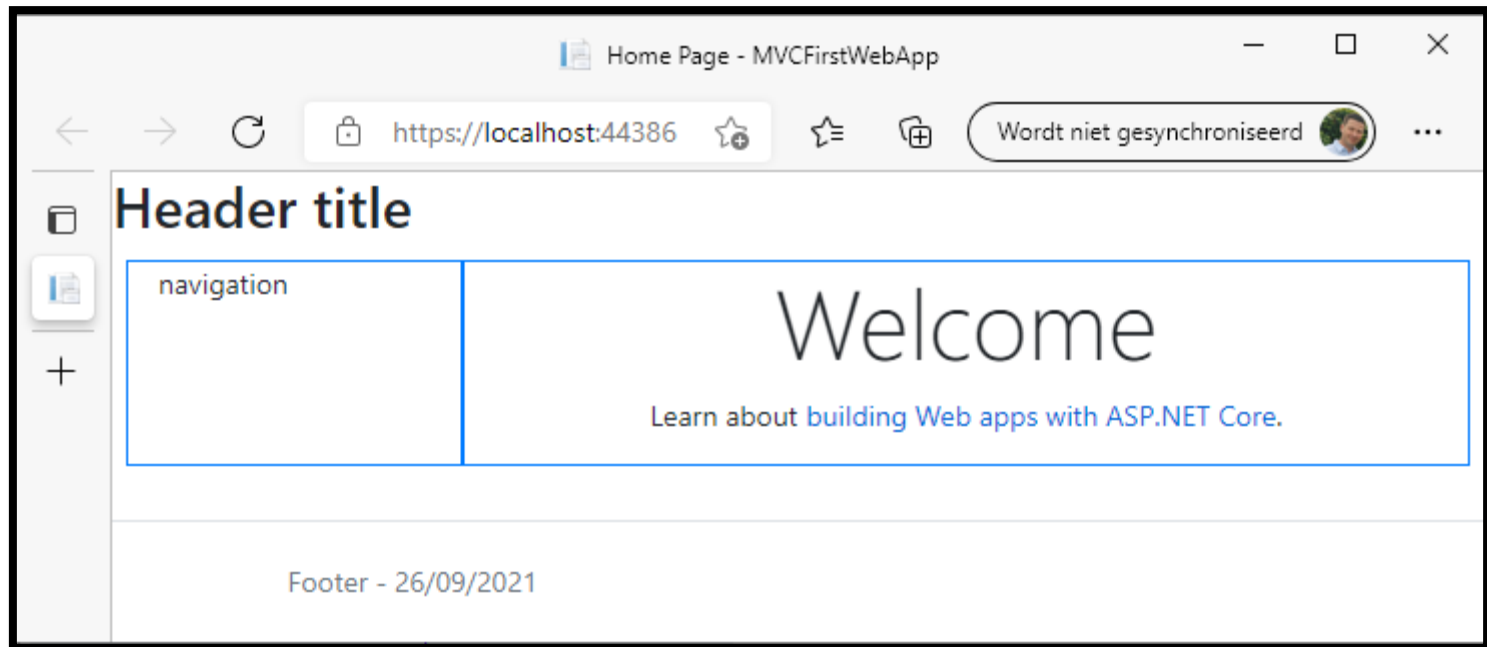 Home Page - MVCFirstWebApp
https://localhost:44386
Wordt niet gesynchroniseerd
Header title
navigation
Welcome
Learn about building Web apps with ASP.NET Core.
Footer - 26/09/2021